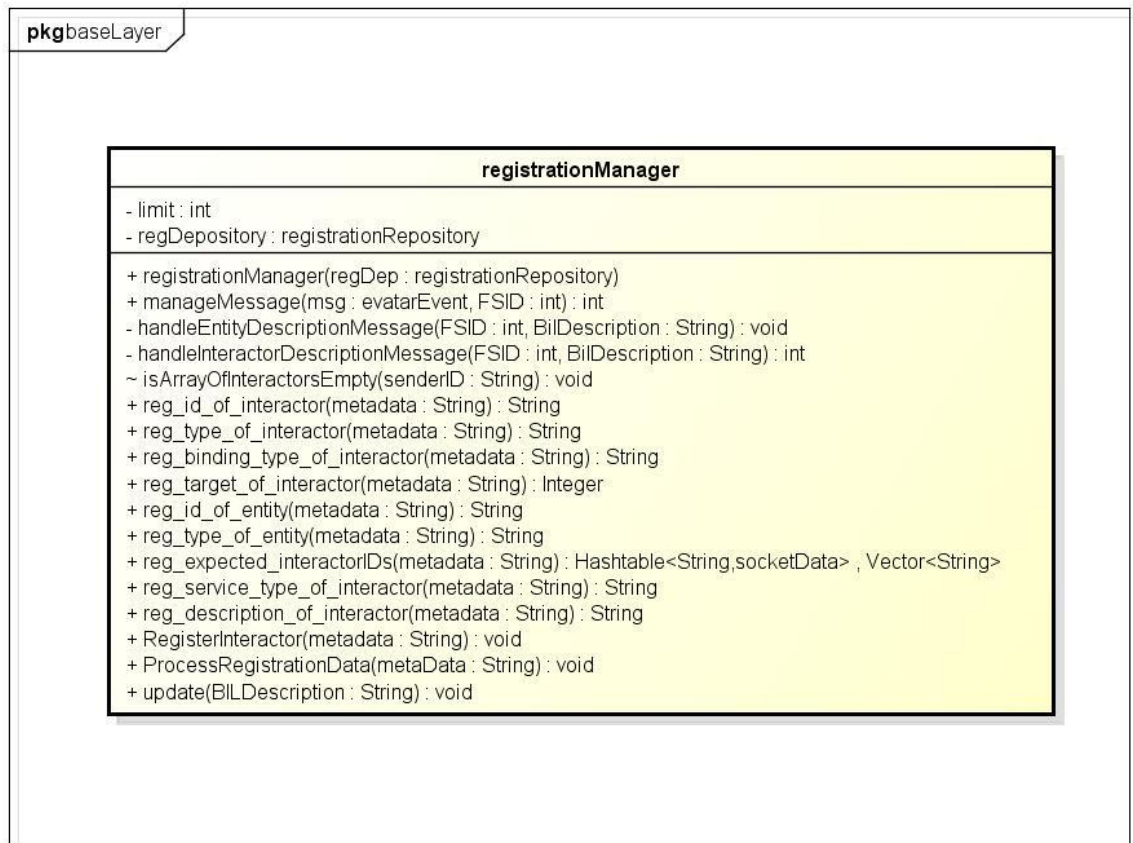 pkgbaseLayer
registrationManager
- limit : int
- regDepository : registrationRepository
+ registrationManager(regDep : registrationRepository)
+ manageMessage(msg : evatarEvent, FSID : int) : int
- handleEntityDescriptionMessage(FSID : int, BilDescription : String) : void
- handleInteractorDescriptionMessage(FSID : int, BilDescription : String) : int
~ isArrayOfInteractorsEmpty(senderID : String) : void
+ reg_id_of_interactor(metadata : String) : String
+ reg_type_of_interactor(metadata : String) : String
+ reg_binding_type_of_interactor(metadata : String) : String
+ reg_target_of_interactor(metadata : String) : Integer
+ reg_id_of_entity(metadata : String) : String
+ reg_type_of_entity(metadata : String) : String
+ reg_expected_interactorIDs(metadata : String) : Hashtable<String,socketData> , Vector<String>
+ reg_service_type_of_interactor(metadata : String) : String
+ reg_description_of_interactor(metadata : String) : String
+ RegisterInteractor(metadata : String) : void
+ ProcessRegistrationData(metaData : String) : void
+ update(BILDescription : String) : void